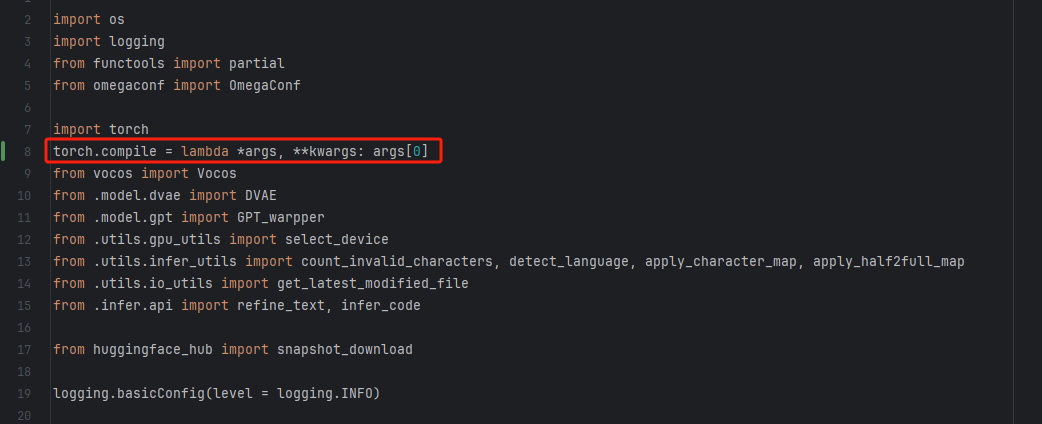 2 import os
3 import logging
4 from functools import partial
5 from omegaconf import OmegaConf
6
7 import torch
8 torch.compile = lambda *args, **kwargs: args[0]
9 from vocos import Vocos
10 from .model.dvae import DVAE
11 from .model.gpt import GPT_warpper
12 from .utils.gpu_utils import select_device
13 from .utils.infer_utils import count_invalid_characters, detect_language, apply_character_map, apply_half2full_map
14 from .utils.io_utils import get_latest_modified_file
15 from .infer.api import refine_text, infer_code
16
17 from huggingface_hub import snapshot_download
18
19 logging.basicConfig(level = logging.INFO)
20